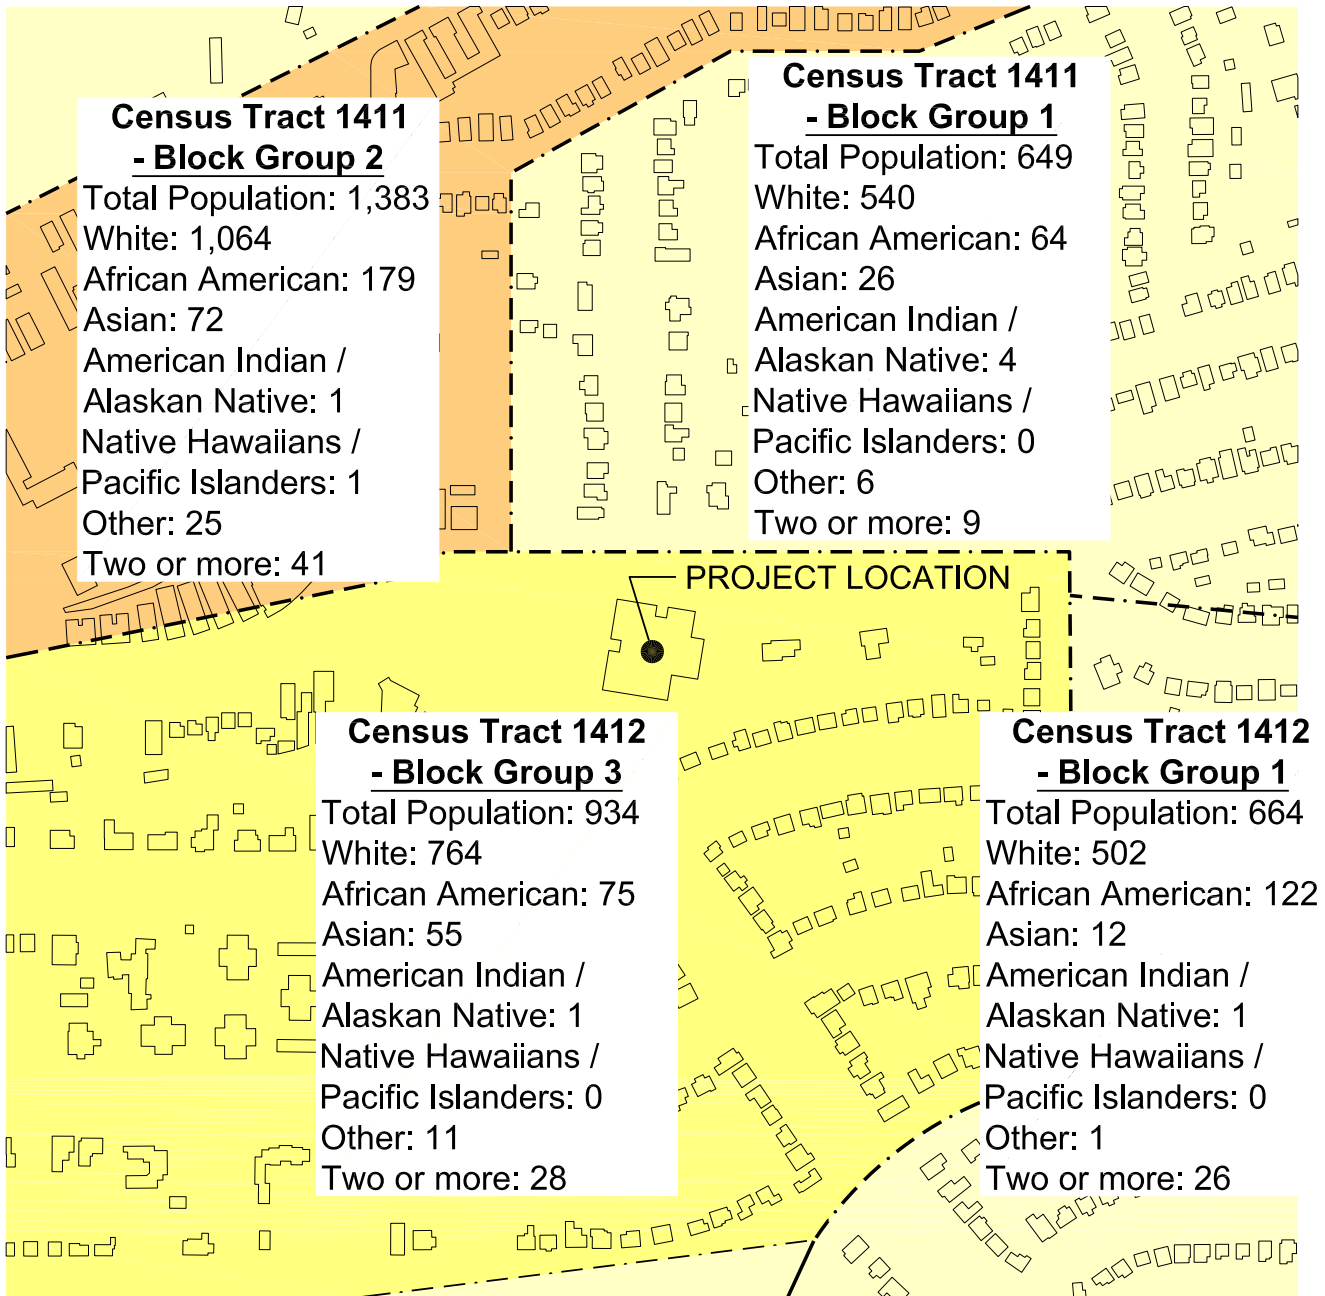 Census Tract 1411
- Block Group 2
Total Population: 1,383
White: 1,064
African American: 179
Asian: 72
American Indian /
Alaskan Native: 1
Native Hawaiians /
Pacific Islanders: 1
Other: 25
Two or more: 41
Census Tract 1411
- Block Group 1
Total Population: 649
White: 540
African American: 64
Asian: 26
American Indian /
Alaskan Native: 4
Native Hawaiians /
Pacific Islanders: 0
Other: 6
Two or more: 9
PROJECT LOCATION
Census Tract 1412
- Block Group 3
Total Population: 934
White: 764
African American: 75
Asian: 55
American Indian /
Alaskan Native: 1
Native Hawaiians /
Pacific Islanders: 0
Other: 11
Two or more: 28
Census Tract 1412
- Block Group 1
Total Population: 664
White: 502
African American: 122
Asian: 12
American Indian /
Alaskan Native: 1
Native Hawaiians /
Pacific Islanders: 0
Other: 1
Two or more: 26